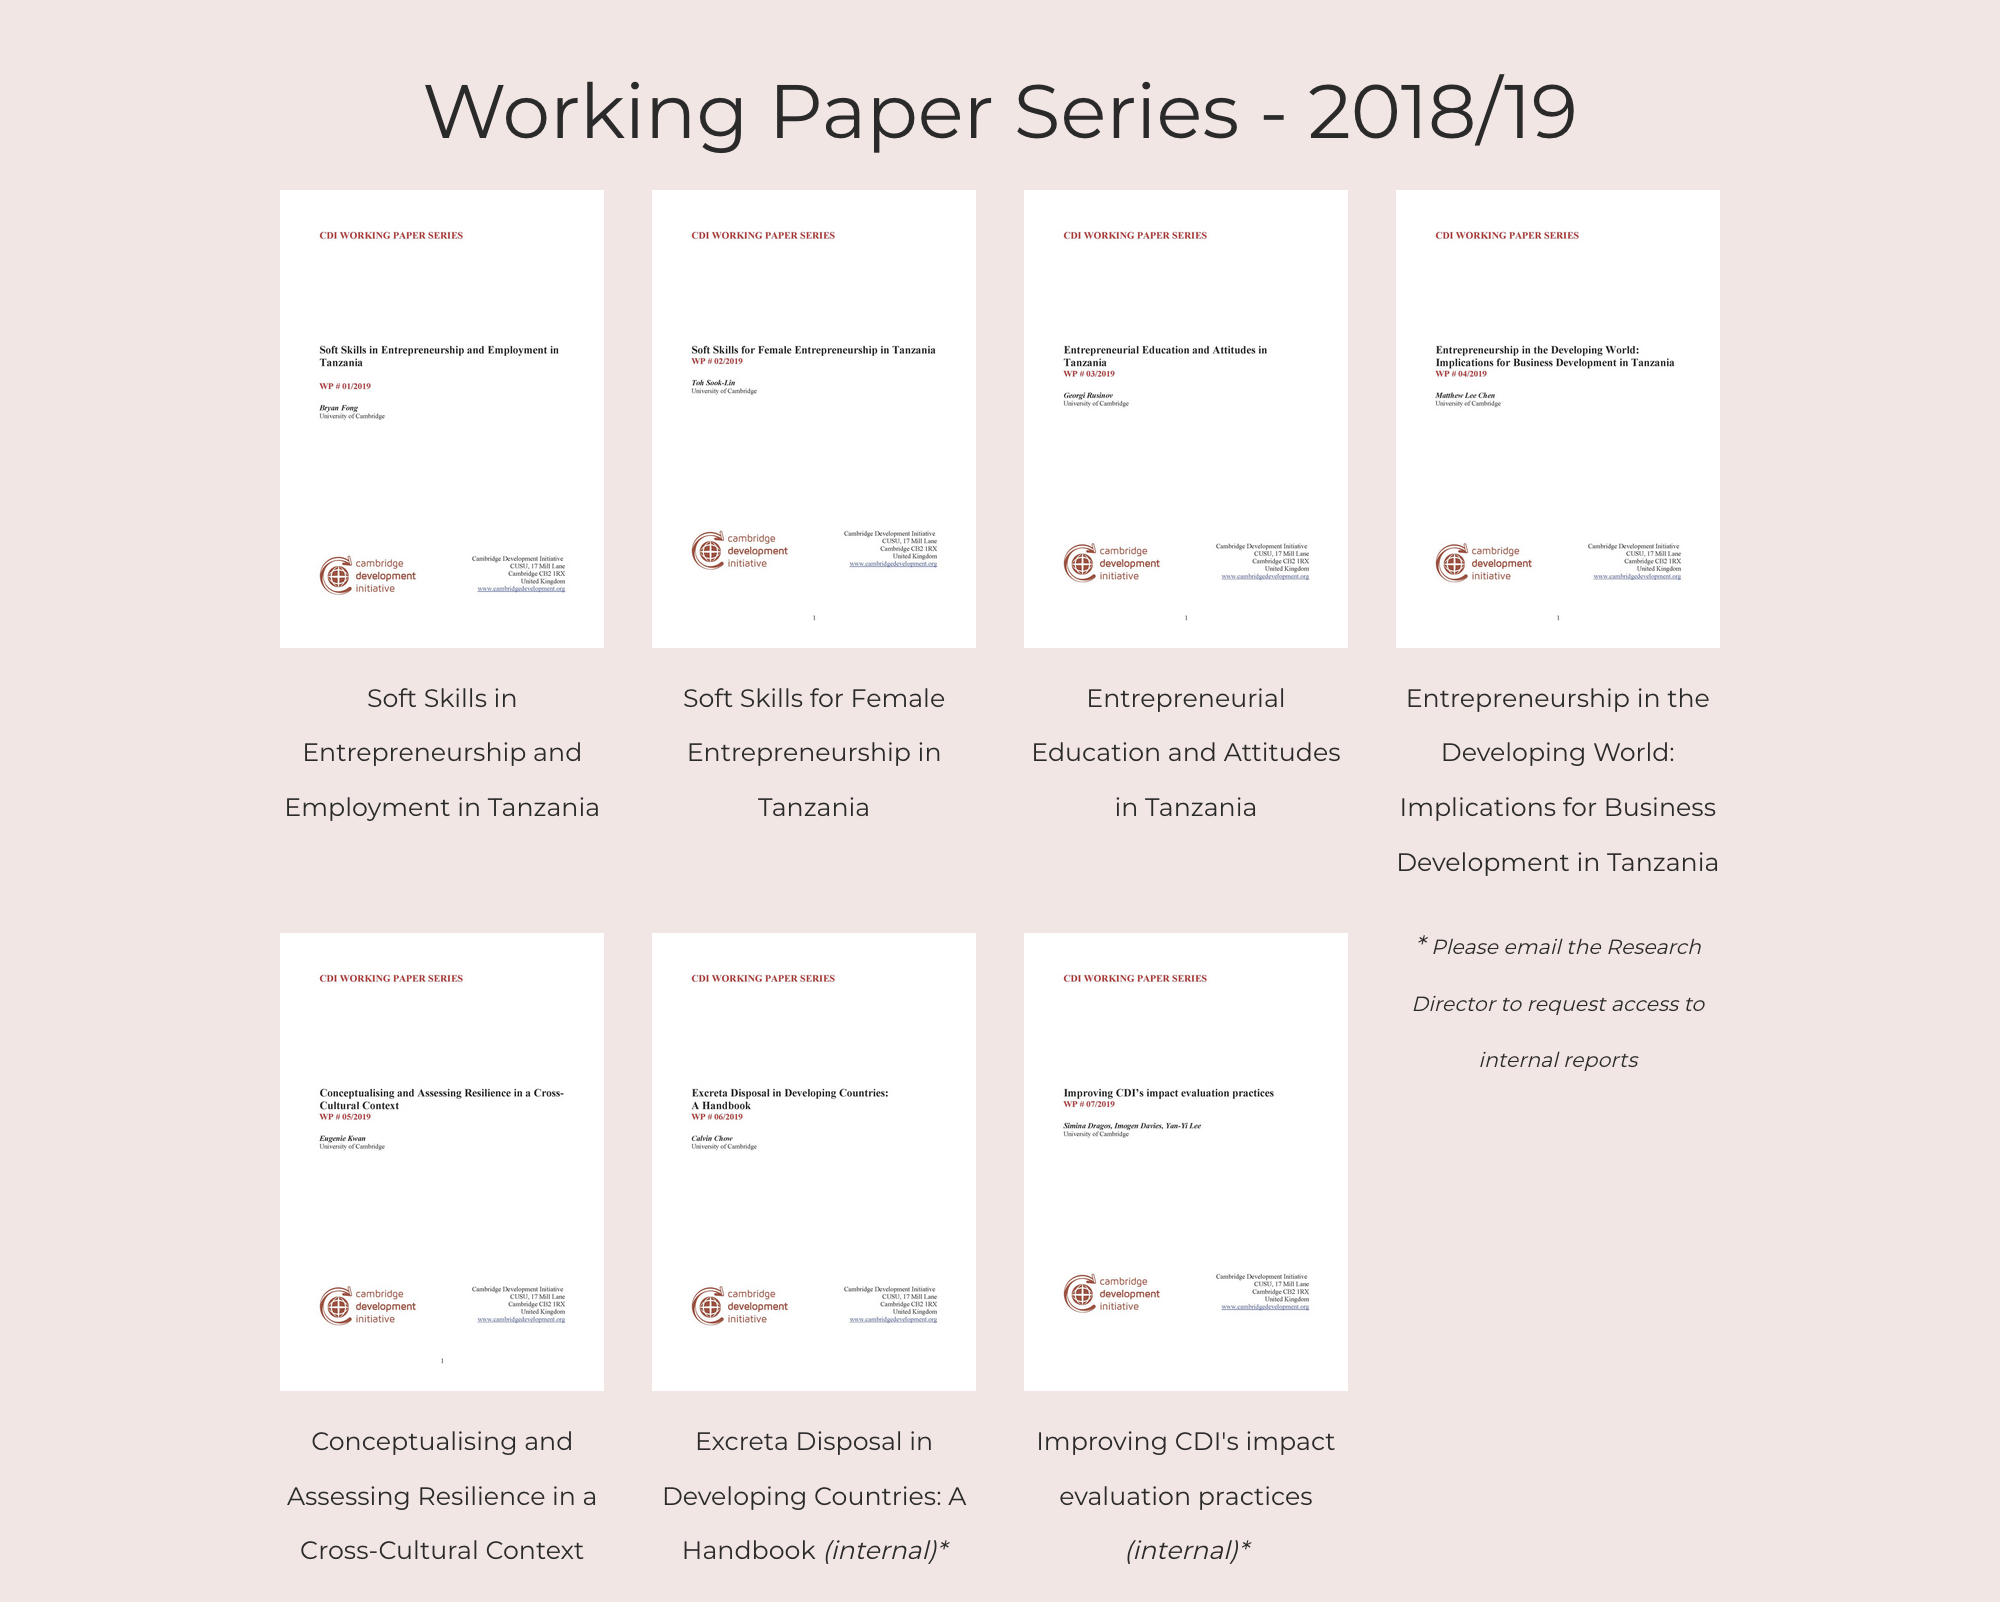 Working Paper Series - 2018/19
CDI WORKING PAPER SERIES
Soft Skills in Entrepreneurship and Employment in
Tanzania
WP # 01/2019
Bryan Fong
University of Cambridge
cambridge
development
initiative
Cambridge Development Initiative
CUSU, 17 Mill Lane
Cambridge CB2 1RX
United Kingdom
www.cambridgedevelopment.org
Soft Skills in
Entrepreneurship and
Employment in Tanzania
CDI WORKING PAPER SERIES
Soft Skills for Female Entrepreneurship in Tanzania
WP # 02/2019
Toh Sook-Lin
University of Cambridge
cambridge
development
initiative
Cambridge Development Initiative
CUSU, 17 Mill Lane
Cambridge CB2 1RX
United Kingdom
www.cambridgedevelopment.org
1
Soft Skills for Female
Entrepreneurship in
Tanzania
CDI WORKING PAPER SERIES
Entrepreneurial Education and Attitudes in
Tanzania
WP # 03/2019
Georgi Rusinov
University of Cambridge
cambridge
development
initiative
Cambridge Development Initiative
CUSU, 17 Mill Lane
Cambridge CB2 1RX
United Kingdom
www.cambridgedevelopment.org
1
Entrepreneurial
Education and Attitudes
in Tanzania
CDI WORKING PAPER SERIES
Entrepreneurship in the Developing World:
Implications for Business Development in Tanzania
WP # 04/2019
Matthew Lee Chen
University of Cambridge
cambridge
development
initiative
Cambridge Development Initiative
CUSU, 17 Mill Lane
Cambridge CB2 1RX
United Kingdom
www.cambridgedevelopment.org
1
Entrepreneurship in the
Developing World:
Implications for Business
Development in Tanzania
CDI WORKING PAPER SERIES
Conceptualising and Assessing Resilience in a Cross-
Cultural Context
WP # 05/2019
Eugenie Kwan
University of Cambridge
cambridge
development
initiative
Cambridge Development Initiative
CUSU, 17 Mill Lane
Cambridge CB2 1RX
United Kingdom
www.cambridgedevelopment.org
1
Conceptualising and
Assessing Resilience in a
Cross-Cultural Context
CDI WORKING PAPER SERIES
Excreta Disposal in Developing Countries:
A Handbook
WP # 06/2019
Calvin Chow
University of Cambridge
cambridge
development
initiative
Cambridge Development Initiative
CUSU, 17 Mill Lane
Cambridge CB2 1RX
United Kingdom
www.cambridgedevelopment.org
Excreta Disposal in
Developing Countries: A
Handbook (internal)*
CDI WORKING PAPER SERIES
Improving CDI’s impact evaluation practices
WP # 07/2019
Simina Dragos, Imogen Davies, Yan-Yi Lee
University of Cambridge
cambridge
development
initiative
Cambridge Development Initiative
CUSU, 17 Mill Lane
Cambridge CB2 1RX
United Kingdom
www.cambridgedevelopment.org
Improving CDI's impact
evaluation practices
(internal)*
* Please email the Research
Director to request access to
internal reports